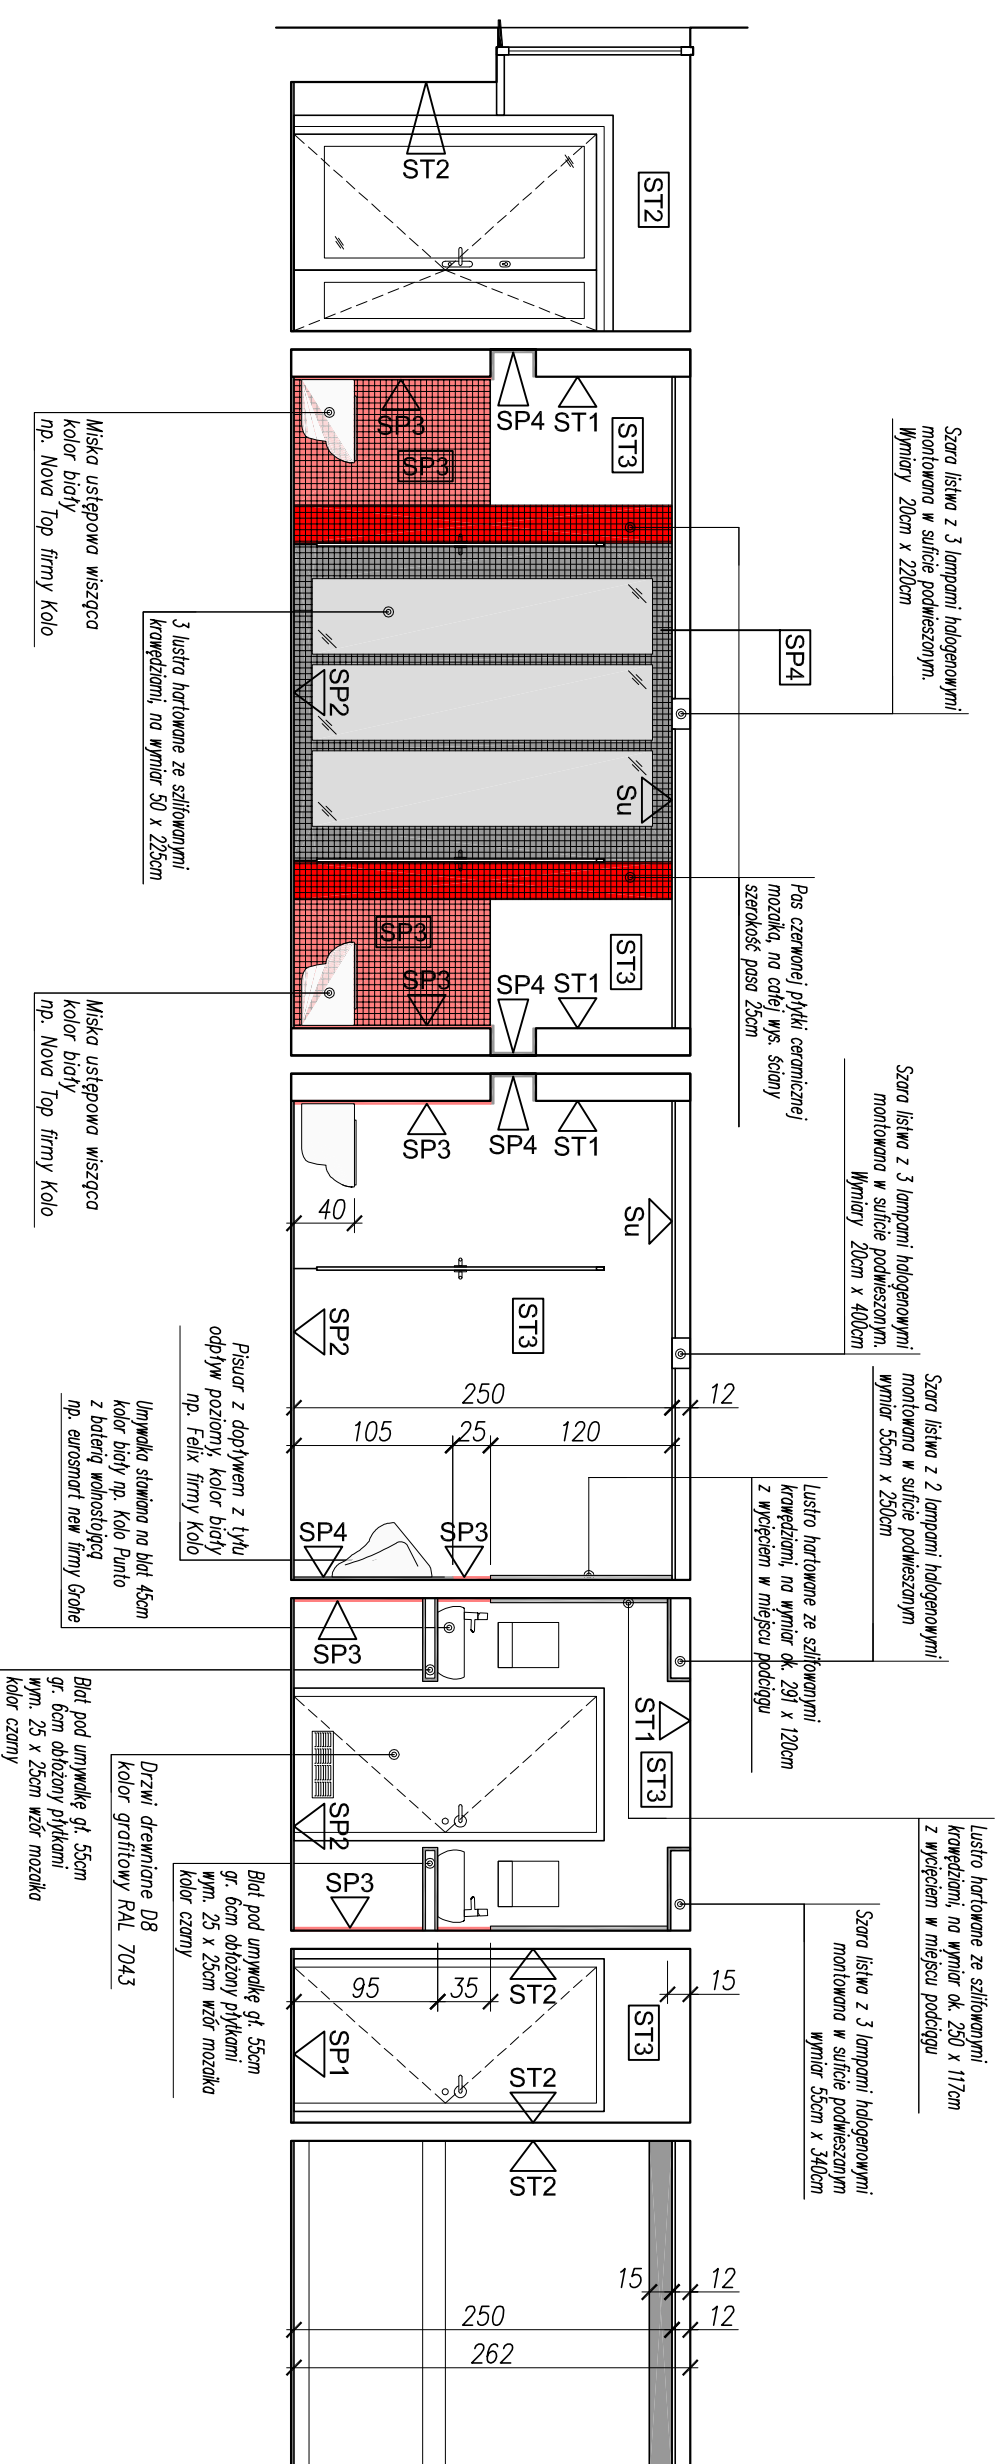 ST2
ST2
Szara listwa z 3 lampami halogenowymi
montowana w suficie podwieszonym.
Wymiary 20cm x 220cm
SP4
ST3
ST1
SP4
SP3
SP3
Miska ustępowa wisząca
kolor biały
np. Nova Top firmy Kolo
3 lustra hartowane ze szlifowanymi
krawędziami, na wymiar 50 x 225cm
SP2
Su
Pas czerwonej płytki ceramicznej
mozaika, na całej wys. ściany
szerokość pasa 25cm
ST3
ST1
SP4
SP3
SP3
Miska ustępowa wisząca
kolor biały
np. Nova Top firmy Kolo
Szara listwa z 3 lampami halogenowymi
montowana w suficie podwieszonym.
Wymiary 20cm x 400cm
ST1
SP4
SP3
Su
40
ST3
SP2
12
250
120
25
105
SP3
SP4
Pisuar z dopływem z tyłu
odpływ poziomy, kolor biały
np. Felix firmy Kolo
Szara listwa z 2 lampami halogenowymi
montowana w suficie podwieszanym
wymiar 55cm x 250cm
Lustro hartowane ze szlifowanymi
krawędziami, na wymiar ok. 291 x 120cm
z wycięciem w miejscu podciągu
Umywalka stawiana na blat 45cm
kolor biały np. Kolo Punto
z baterią wolnostojącą
np. eurosmart new firmy Grohe
SP3
ST1
ST3
SP2
SP3
Blat pod umywalkę gł. 55cm
gr. 6cm obłożony płytkami
wym. 25 x 25cm wzór mozaika
kolor czarny
Drzwi drewniane D8
kolor grafitowy RAL 7043
Blat pod umywalkę gł. 55cm
gr. 6cm obłożony płytkami
wym. 25 x 25cm wzór mozaika
kolor czarny
Lustro hartowane ze szlifowanymi
krawędziami, na wymiar ok. 250 x 117cm
z wycięciem w miejscu podciągu
Szara listwa z 3 lampami halogenowymi
montowana w suficie podwieszanym
wymiar 55cm x 340cm
15
ST2
ST3
35
95
SP1
ST2
ST2
12
15
12
250
262